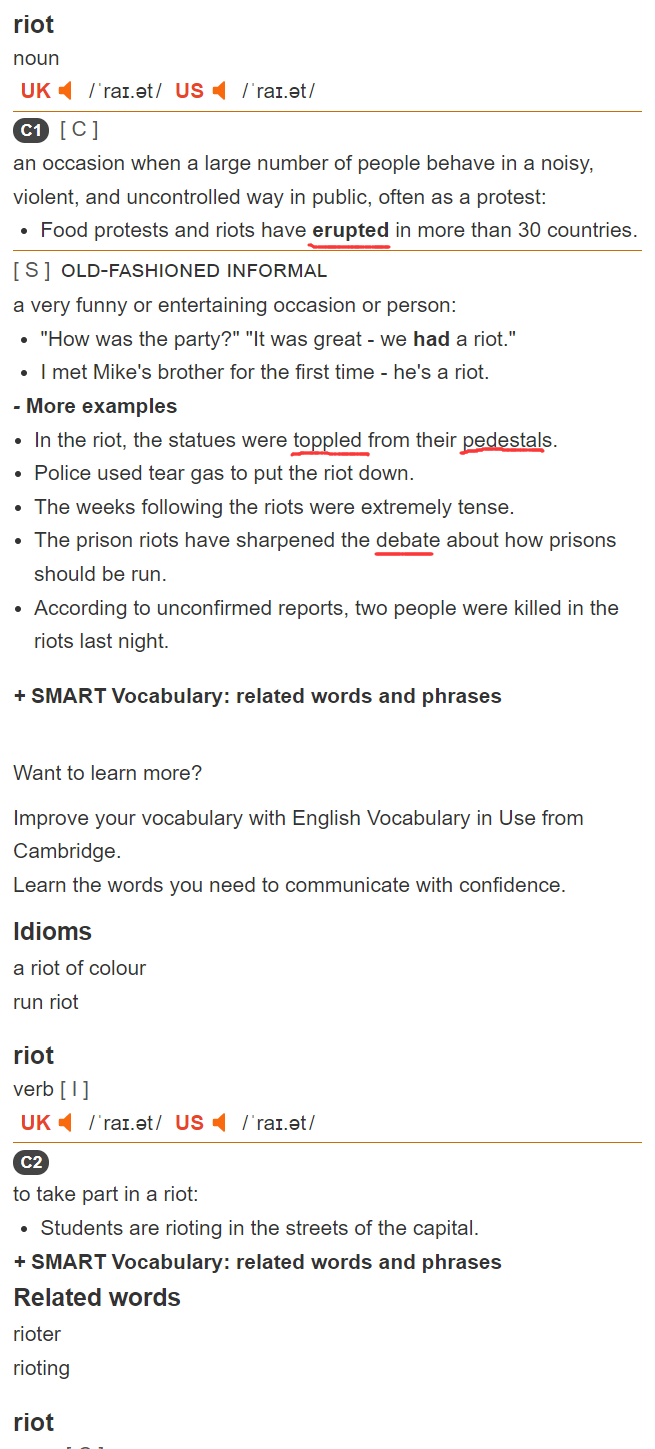 riot
noun
UK /ˈraɪ.ət/ US /ˈraɪ.ət/
C1 [ C ]
an occasion when a large number of people behave in a noisy,
violent, and uncontrolled way in public, often as a protest:
• Food protests and riots have erupted in more than 30 countries.
[ S ] OLD-FASHIONED INFORMAL
a very funny or entertaining occasion or person:
• "How was the party?" "It was great - we had a riot."
• I met Mike's brother for the first time - he's a riot.
- More examples
• In the riot, the statues were toppled from their pedestals.
• Police used tear gas to put the riot down.
• The weeks following the riots were extremely tense.
• The prison riots have sharpened the debate about how prisons
should be run.
• According to unconfirmed reports, two people were killed in the
riots last night.
+ SMART Vocabulary: related words and phrases
Want to learn more?
Improve your vocabulary with English Vocabulary in Use from
Cambridge.
Learn the words you need to communicate with confidence.
Idioms
a riot of colour
run riot
riot
verb [ I ]
UK /ˈraɪ.ət/ US /ˈraɪ.ət/
C2
to take part in a riot:
• Students are rioting in the streets of the capital.
+ SMART Vocabulary: related words and phrases
Related words
rioter
rioting
riot